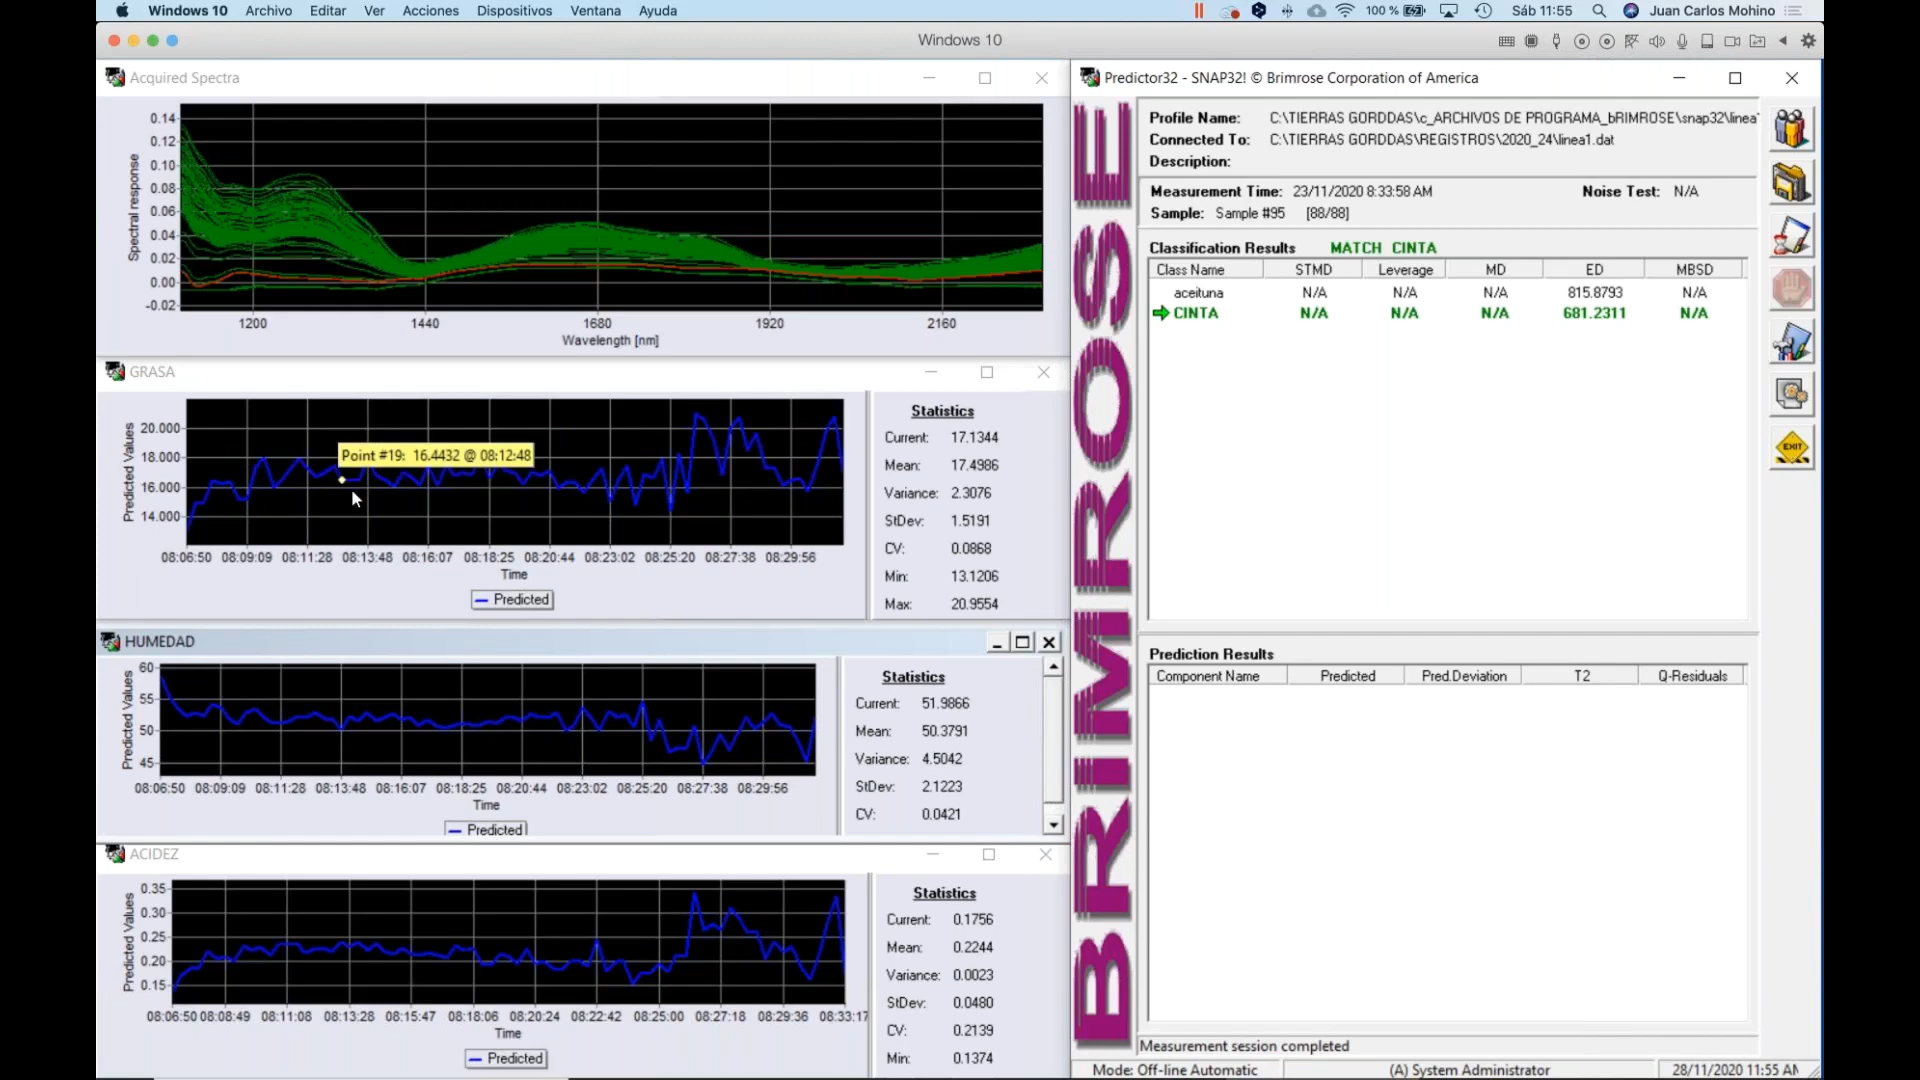 Windows 10 Archivo Editar Ver Acciones Dispositivos Ventana Ayuda 100 % Sáb 11:55 Juan Carlos Mohino
Windows 10
Acquired Spectra
Spectral response
0.14
0.12
0.10
0.08
0.06
0.04
0.02
0.00
-0.02
1200 1440 1680 1920 2160
Wavelength [nm]
GRASA
Predicted Values
20.000
18.000
16.000
14.000
Point #19: 16.4432 @ 08:12:48
08:06:50 08:09:09 08:11:28 08:13:48 08:16:07 08:18:25 08:20:44 08:23:02 08:25:20 08:27:38 08:29:56
Time
Predicted
Statistics
Current: 17.1344
Mean: 17.4986
Variance: 2.3076
StDev: 1.5191
CV: 0.0868
Min: 13.1206
Max: 20.9554
HUMEDAD
Predicted Values
60
55
50
45
08:06:50 08:09:09 08:11:28 08:13:48 08:16:07 08:18:25 08:20:44 08:23:02 08:25:20 08:27:38 08:29:56
Time
Predicted
Statistics
Current: 51.9866
Mean: 50.3791
Variance: 4.5042
StDev: 2.1223
CV: 0.0421
ACIDEZ
Predicted Values
0.35
0.30
0.25
0.20
0.15
08:06:50 08:08:49 08:11:08 08:13:28 08:15:47 08:18:06 08:20:24 08:22:42 08:25:00 08:27:18 08:29:36 08:33:17
Time
Predicted
Statistics
Current: 0.1756
Mean: 0.2244
Variance: 0.0023
StDev: 0.0480
CV: 0.2139
Min: 0.1374
Predictor32 - SNAP32! © Brimrose Corporation of America
BRIMROSE
Profile Name: C:\TIERRAS GORDDAS\c_ARCHIVOS DE PROGRAMA_bRIMROSE\snap32\linea
Connected To: C:\TIERRAS GORDDAS\REGISTROS\2020_24\linea1.dat
Description:
Measurement Time: 23/11/2020 8:33:58 AM Noise Test: N/A
Sample: Sample #95 [88/88]
Classification Results MATCH CINTA
Class Name STMD Leverage MD ED MBSD
aceituna N/A N/A N/A 815.8793 N/A
CINTA N/A N/A N/A 681.2311 N/A
EXIT
Prediction Results
Component Name Predicted Pred.Deviation T2 Q-Residuals
Measurement session completed
Mode: Off-line Automatic (A) System Administrator 28/11/2020 11:55 AM